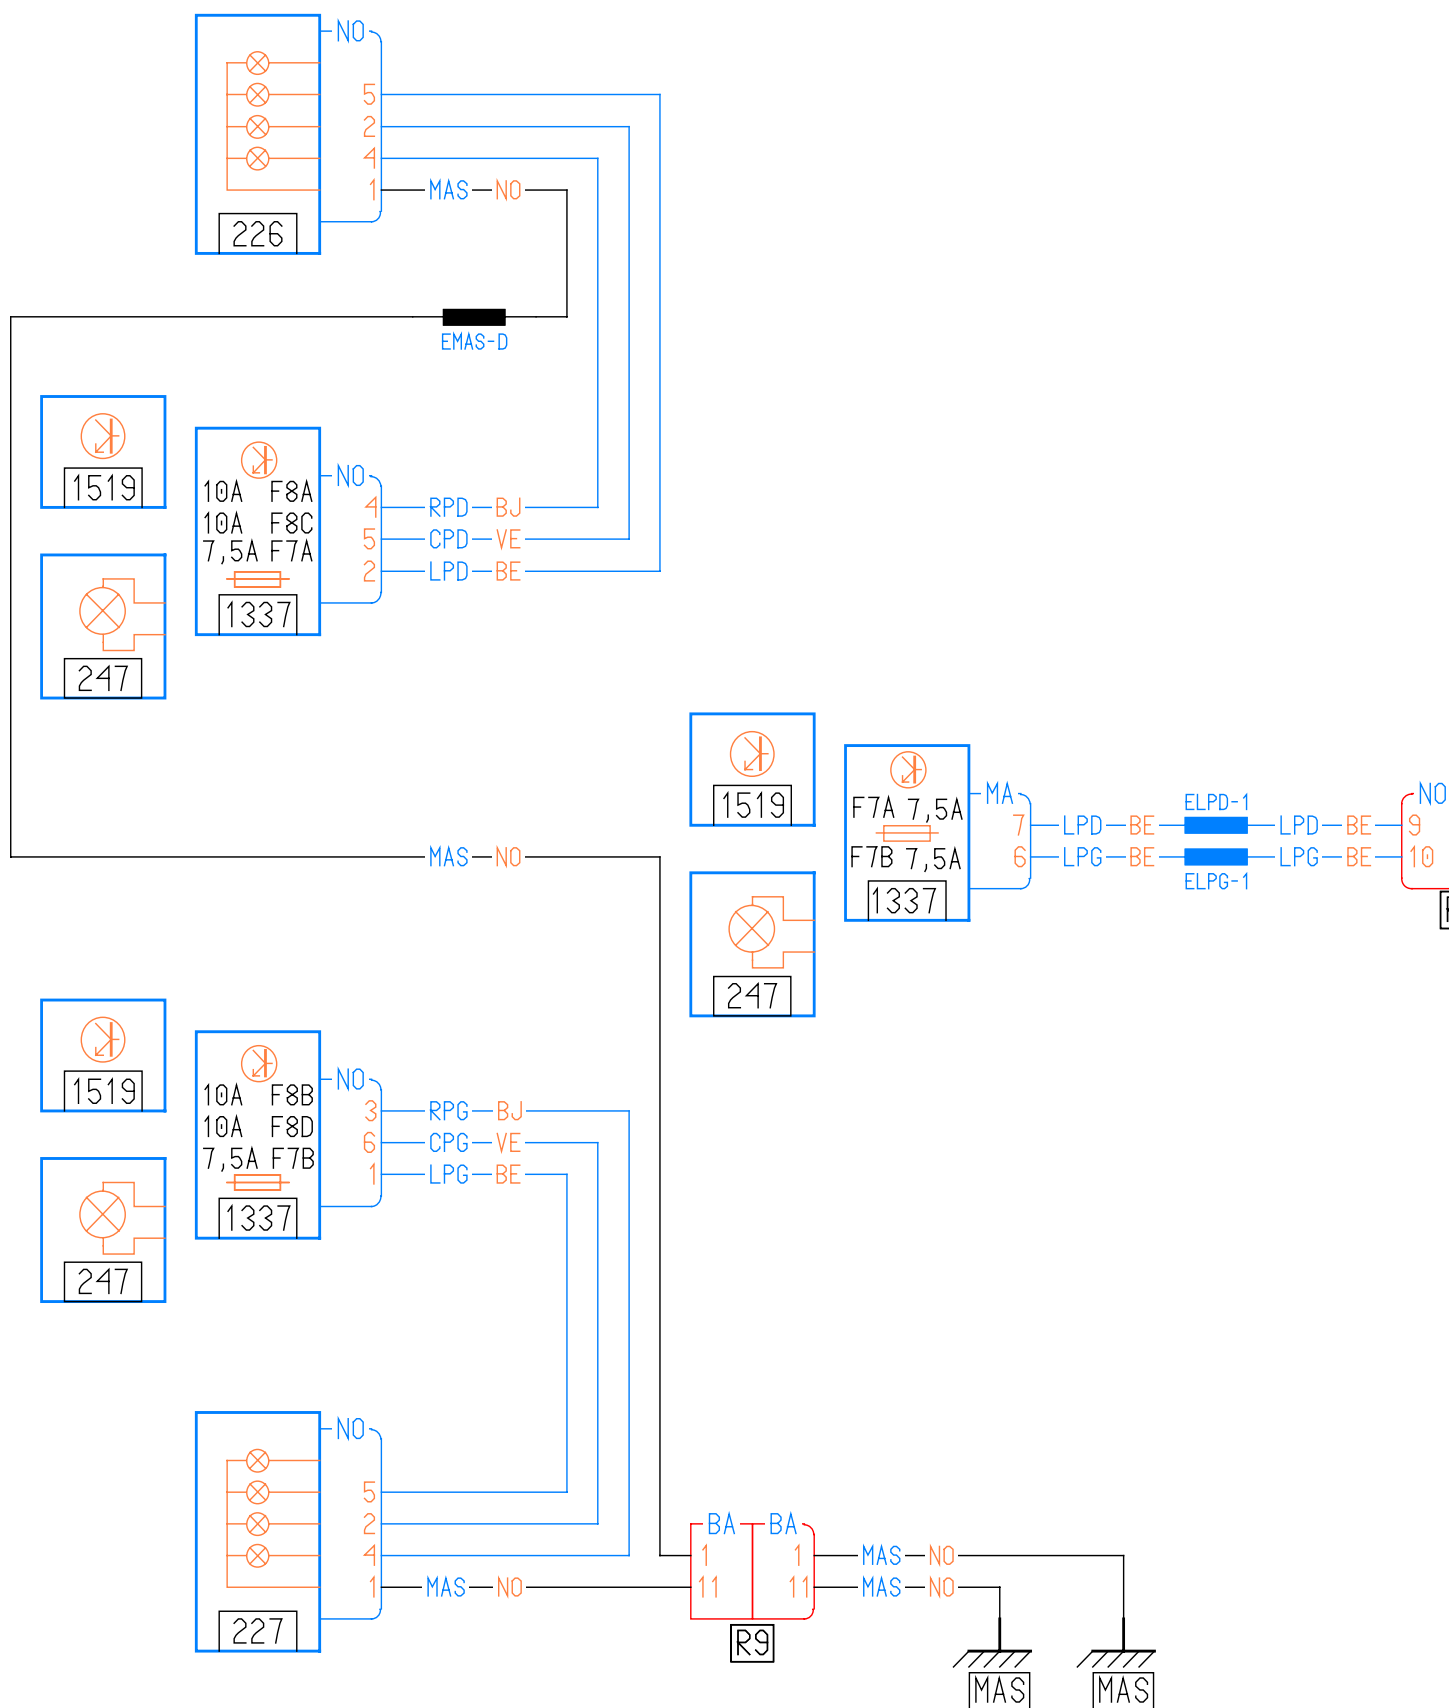 NO
5
2
4
1 MAS NO
226
EMAS-D
1519
10A F8A
10A F8C
7,5A F7A
1337
NO
4 RPD BJ
5 CPD VE
2 LPD BE
247
1519
F7A 7,5A
F7B 7,5A
1337
MA
7 LPD BE
6 LPG BE
ELPD-1
ELPG-1
LPD BE 9
LPG BE 10
NO
247
MAS NO
1519
10A F8B
10A F8D
7,5A F7B
1337
NO
3 RPG BJ
6 CPG VE
1 LPG BE
247
NO
5
2
4
1 MAS NO
227
BA BA
1 1 MAS NO
11 11 MAS NO
R9
MAS MAS